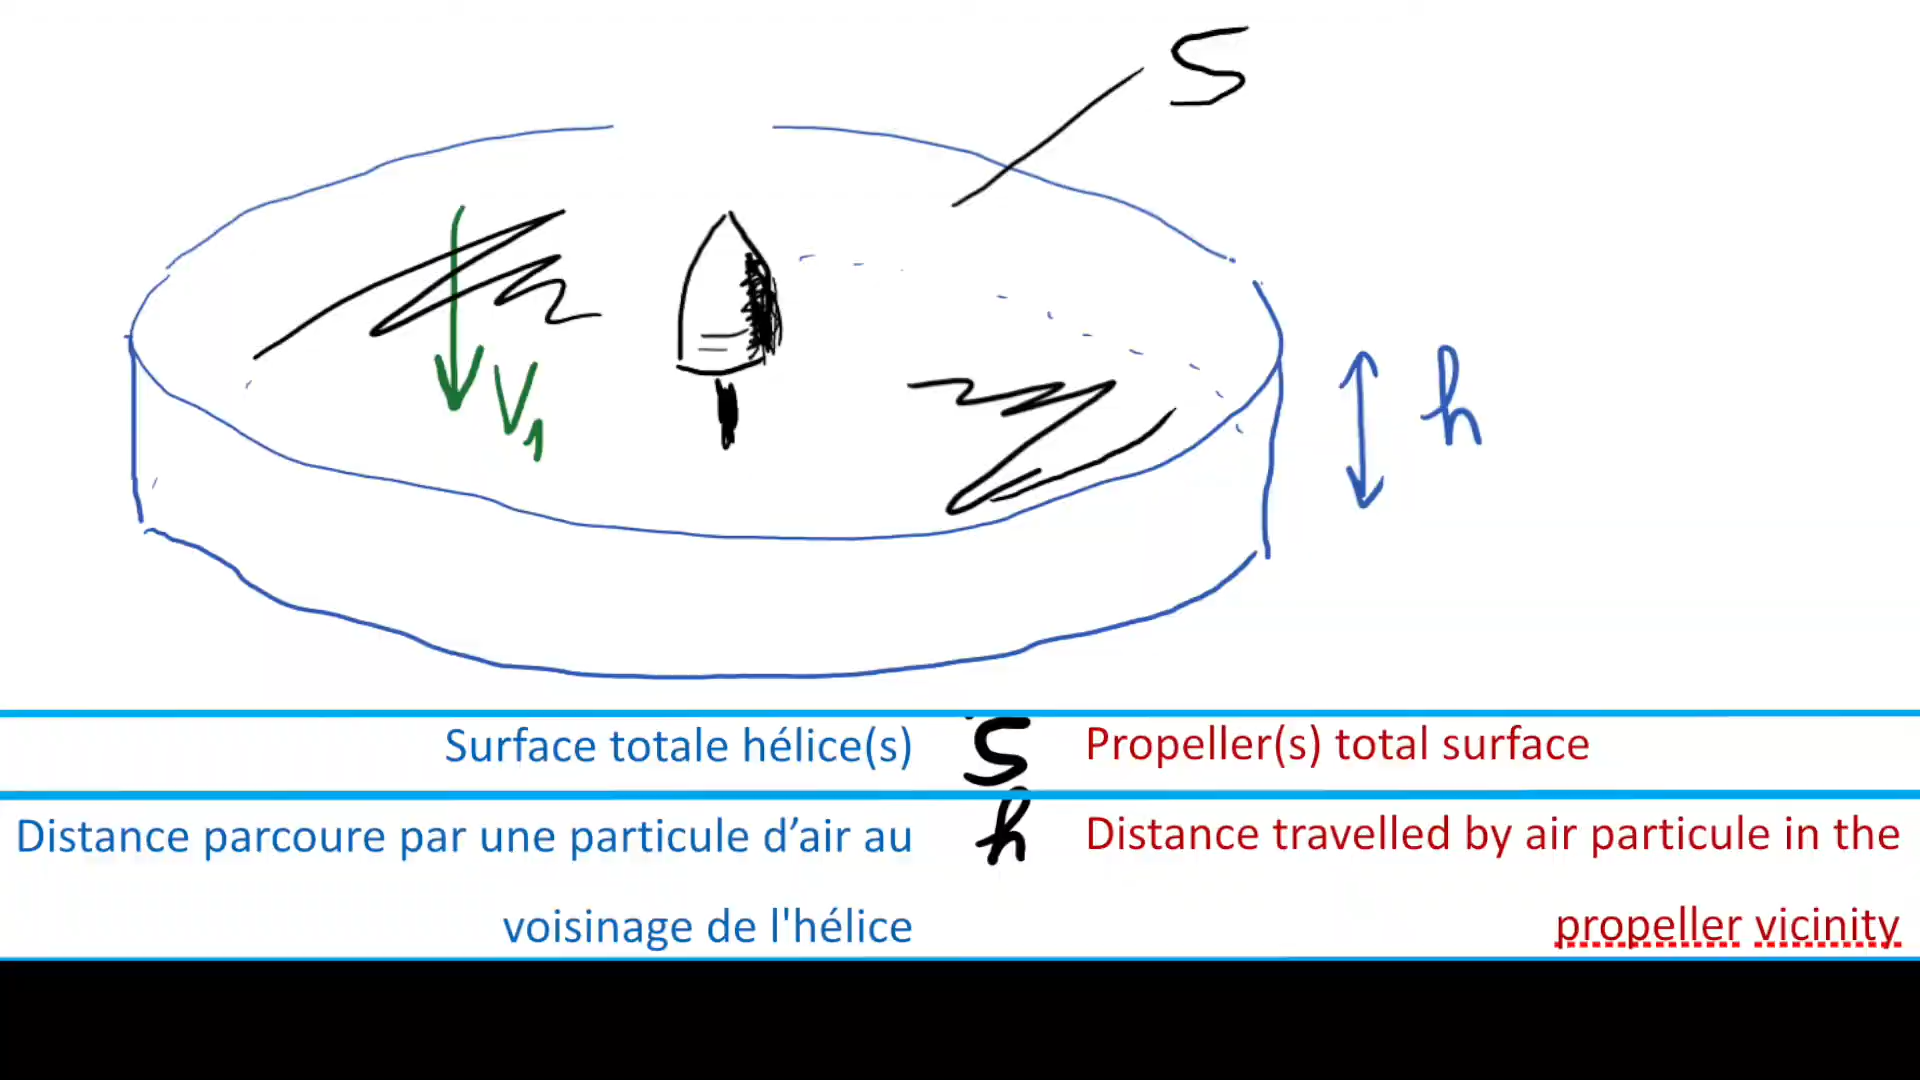 S
V1
h
Surface totale hélice(s) S Propeller(s) total surface
Distance parcoure par une particule d’air au h Distance travelled by air particule in the
voisinage de l'hélice propeller vicinity